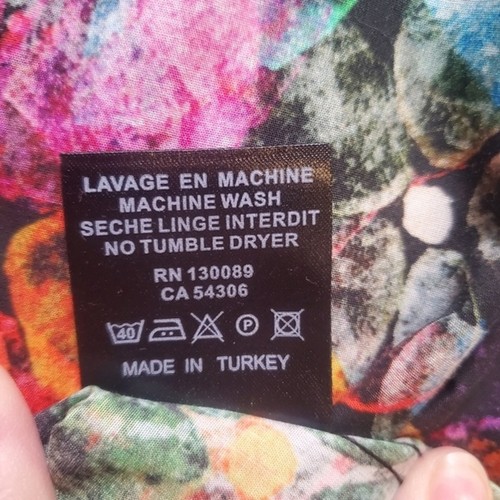 LAVAGE EN MACHINE
MACHINE WASH
SECHE LINGE INTERDIT
NO TUMBLE DRYER
RN 130089
CA 54306
40 P
MADE IN TURKEY